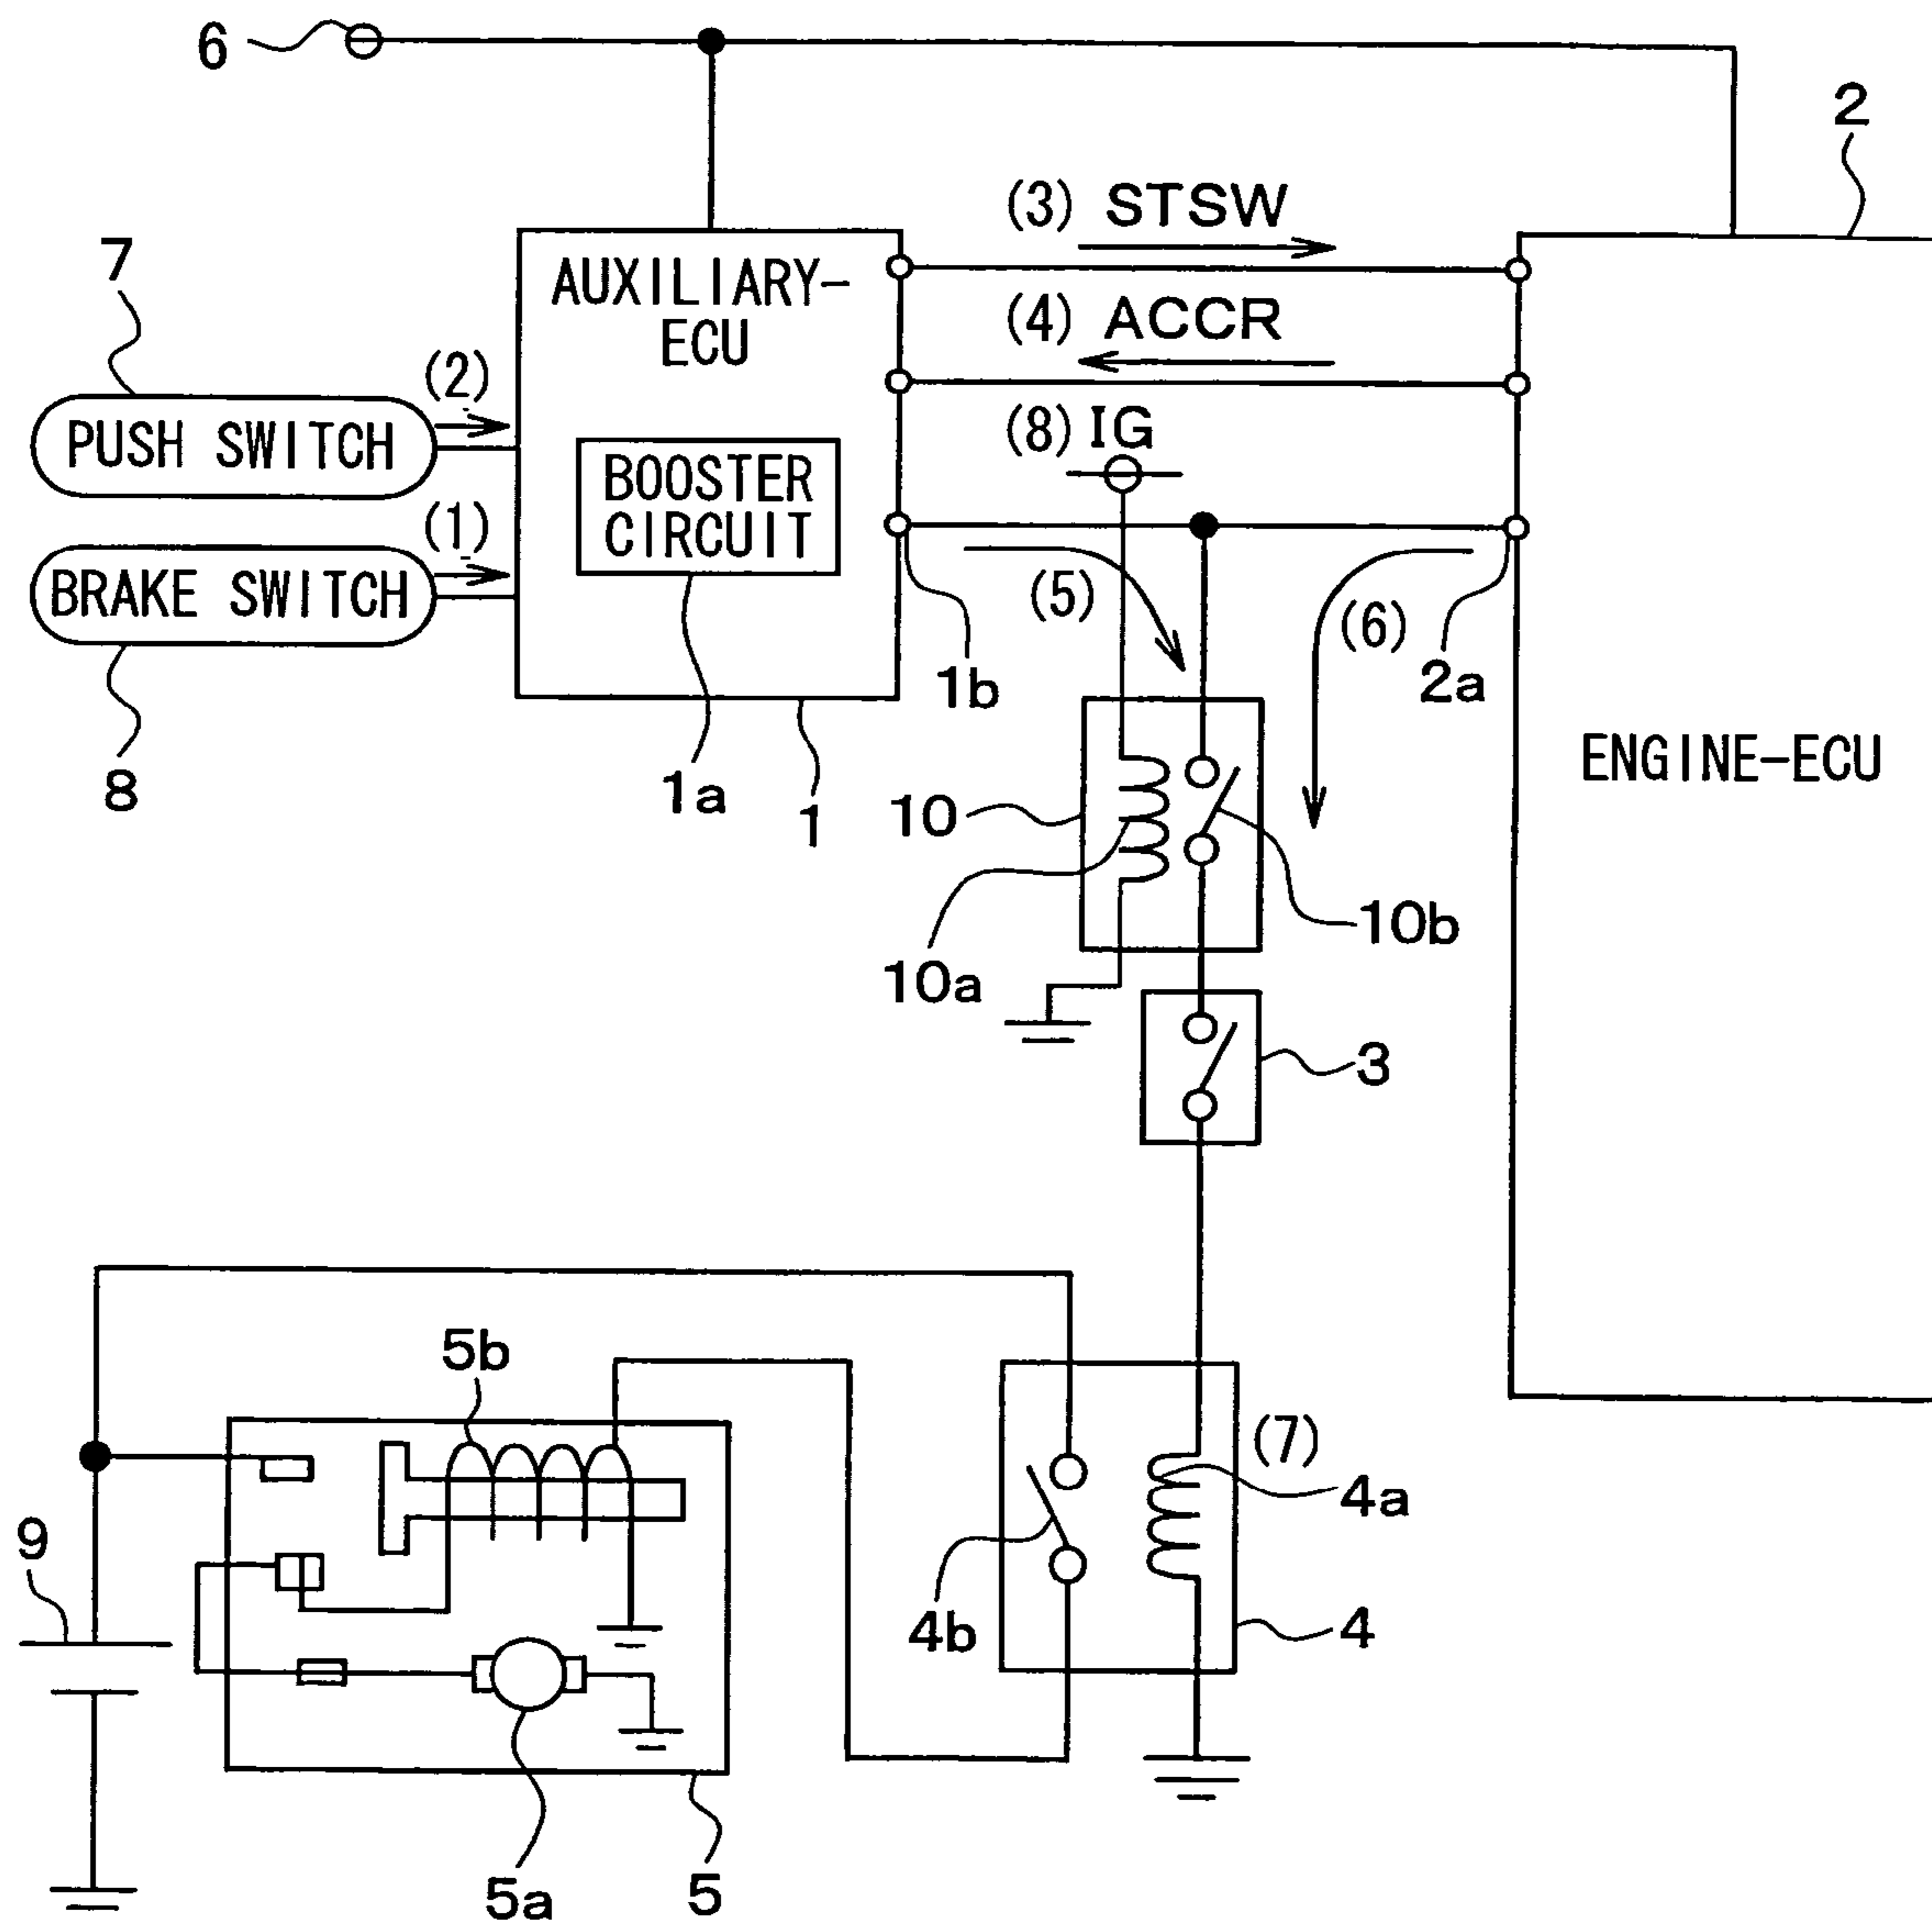 6
2
(3) STSW
7
AUXILIARY-
ECU
(4) ACCR
(2)
(8) IG
PUSH SWITCH
BOOSTER
CIRCUIT
(1)
BRAKE SWITCH
(5)
(6)
1b
2a
ENGINE-ECU
8
1a
1
10
10b
10a
3
5b
(7)
4a
9
4b
4
5a
5